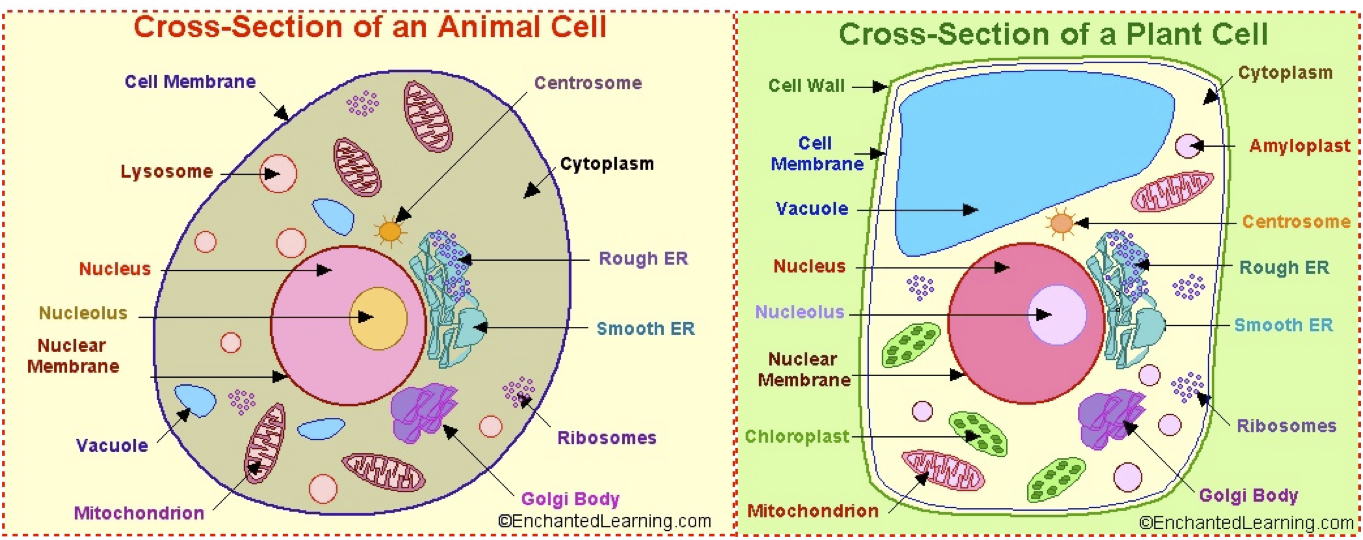 Cross-Section of an Animal Cell
Cell Membrane
Centrosome
Lysosome
Cytoplasm
Nucleus
Rough ER
Nucleolus
Smooth ER
Nuclear
Membrane
Vacuole
Ribosomes
Mitochondrion
Golgi Body
©EnchantedLearning.com
Cross-Section of a Plant Cell
Cell Wall
Cytoplasm
Cell
Membrane
Amyloplast
Vacuole
Centrosome
Nucleus
Rough ER
Nucleolus
Smooth ER
Nuclear
Membrane
Chloroplast
Ribosomes
Mitochondrion
Golgi Body
©EnchantedLearning.com